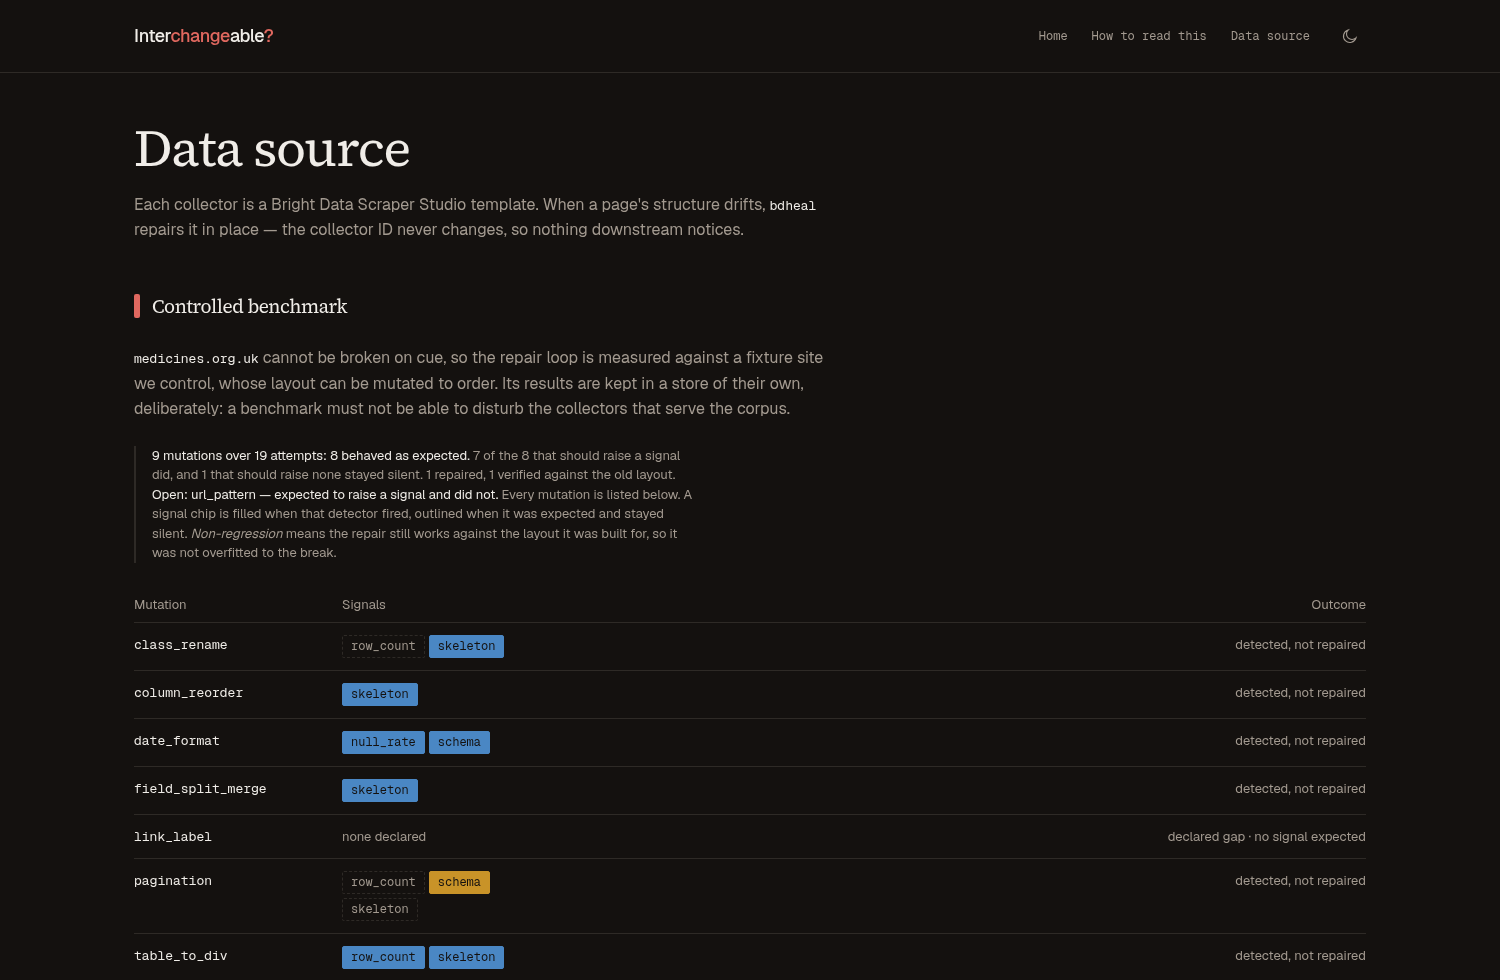 Interchangeable?
Home How to read this Data source
Data source
Each collector is a Bright Data Scraper Studio template. When a page's structure drifts, bdheal
repairs it in place — the collector ID never changes, so nothing downstream notices.
Controlled benchmark
medicines.org.uk cannot be broken on cue, so the repair loop is measured against a fixture site
we control, whose layout can be mutated to order. Its results are kept in a store of their own,
deliberately: a benchmark must not be able to disturb the collectors that serve the corpus.
9 mutations over 19 attempts: 8 behaved as expected. 7 of the 8 that should raise a signal
did, and 1 that should raise none stayed silent. 1 repaired, 1 verified against the old layout.
Open: url_pattern — expected to raise a signal and did not. Every mutation is listed below. A
signal chip is filled when that detector fired, outlined when it was expected and stayed
silent. Non-regression means the repair still works against the layout it was built for, so it
was not overfitted to the break.
Mutation Signals Outcome
class_rename row_count skeleton detected, not repaired
column_reorder skeleton detected, not repaired
date_format null_rate schema detected, not repaired
field_split_merge skeleton detected, not repaired
link_label none declared declared gap · no signal expected
pagination row_count schema detected, not repaired
skeleton
table_to_div row_count skeleton detected, not repaired